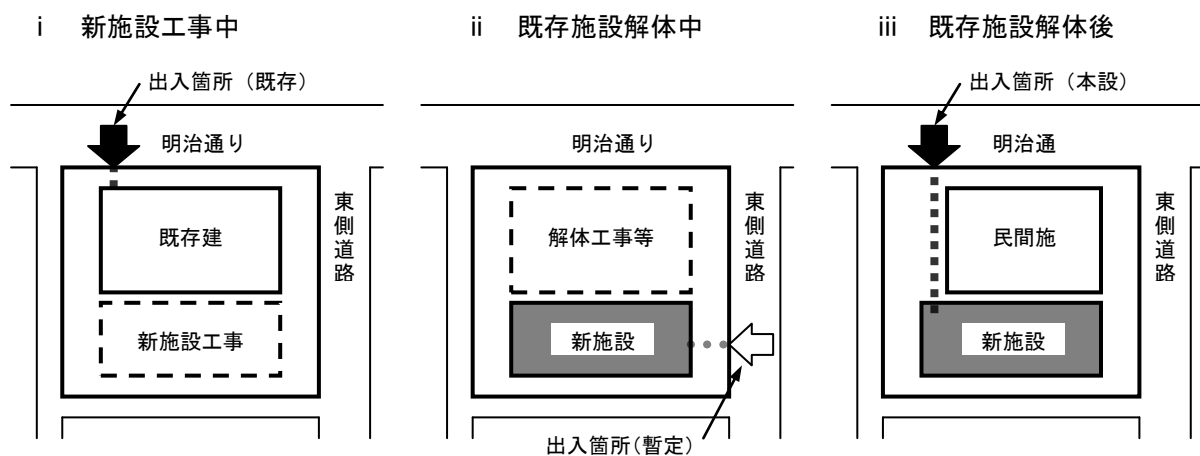 i 新施設工事中
出入箇所（既存）
明治通り
東側道路
既存建
新施設工事
ii 既存施設解体中
明治通り
東側道路
解体工事等
新施設
出入箇所（暫定）
iii 既存施設解体後
出入箇所（本設）
明治通
東側道路
民間施
新施設